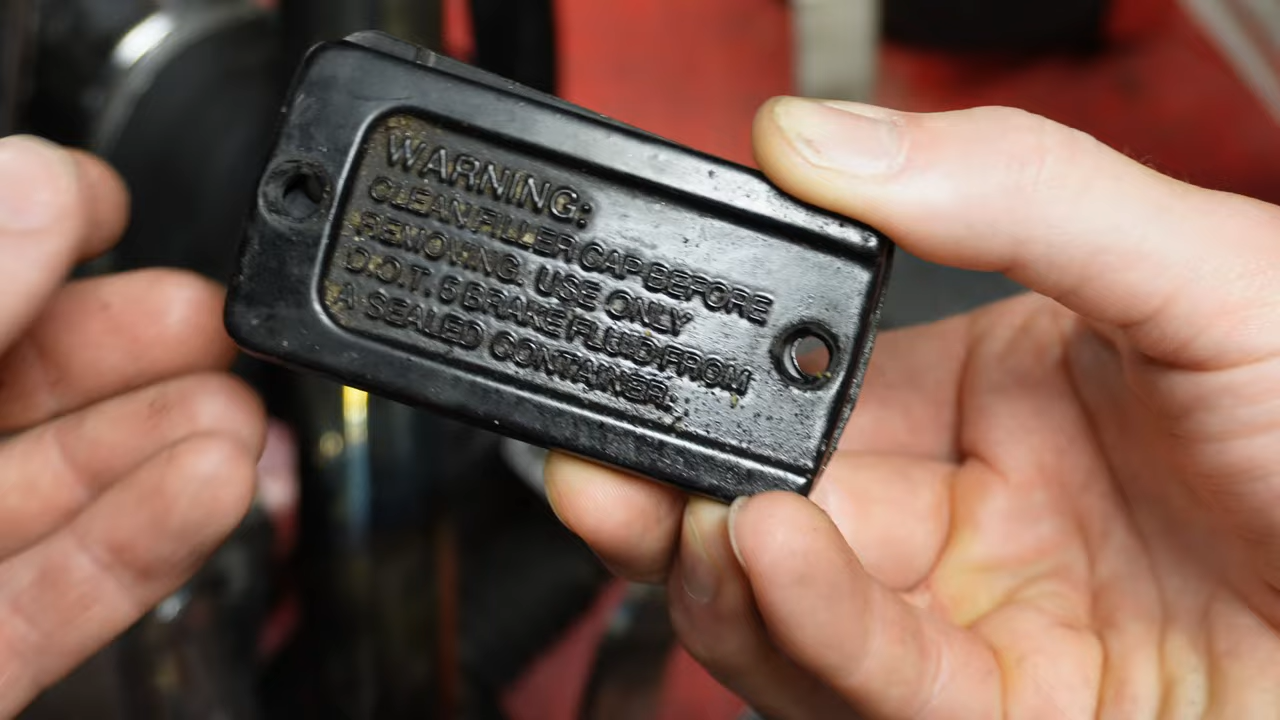 WARNING:
CLEAN FILLER CAP BEFORE
REMOVING. USE ONLY
D.O.T. 5 BRAKE FLUID FROM
A SEALED CONTAINER.